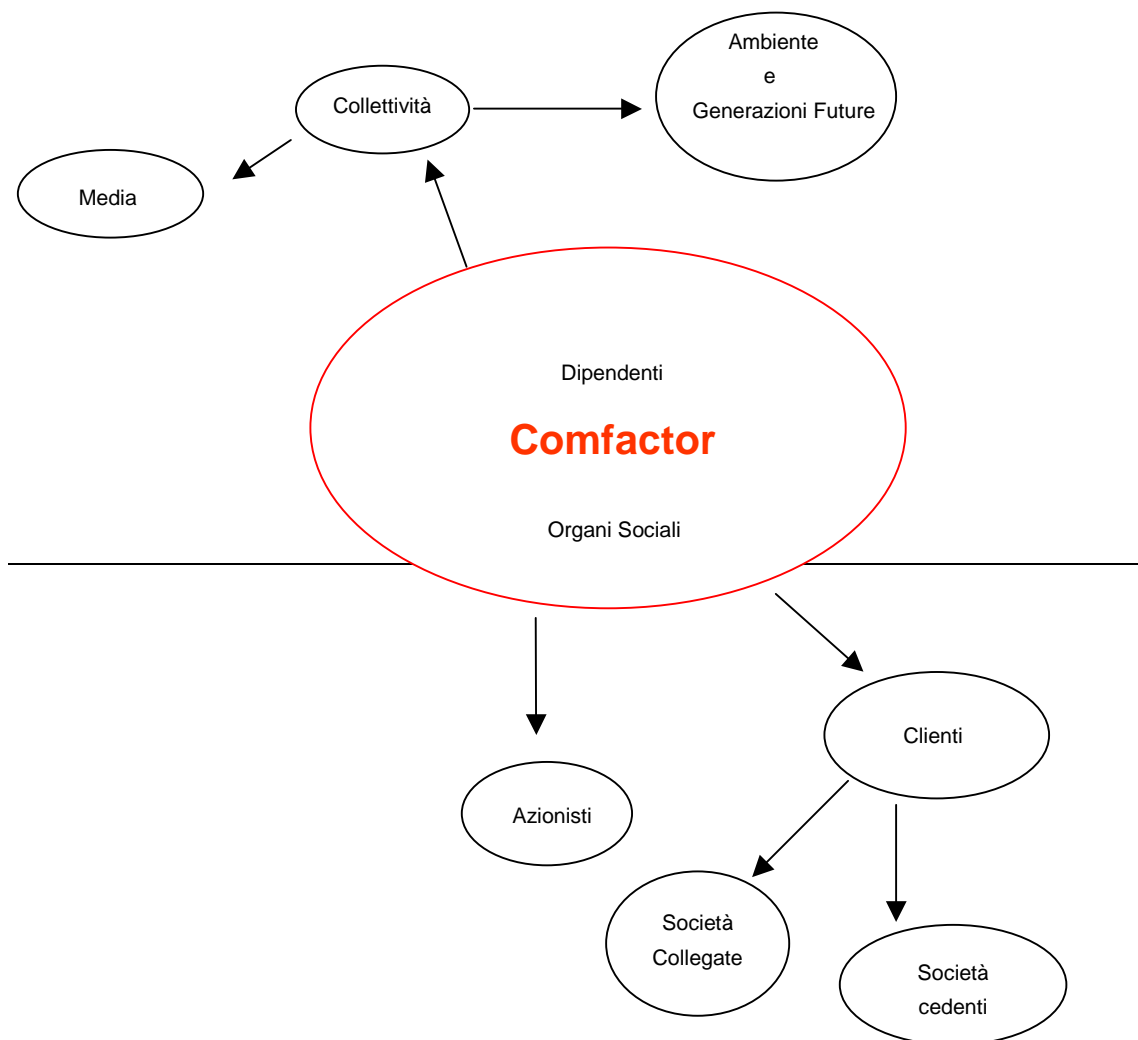 Ambiente
e
Generazioni Future
Collettività
Media
Dipendenti
Comfactor
Organi Sociali
Clienti
Azionisti
Società
Collegate
Società
cedenti